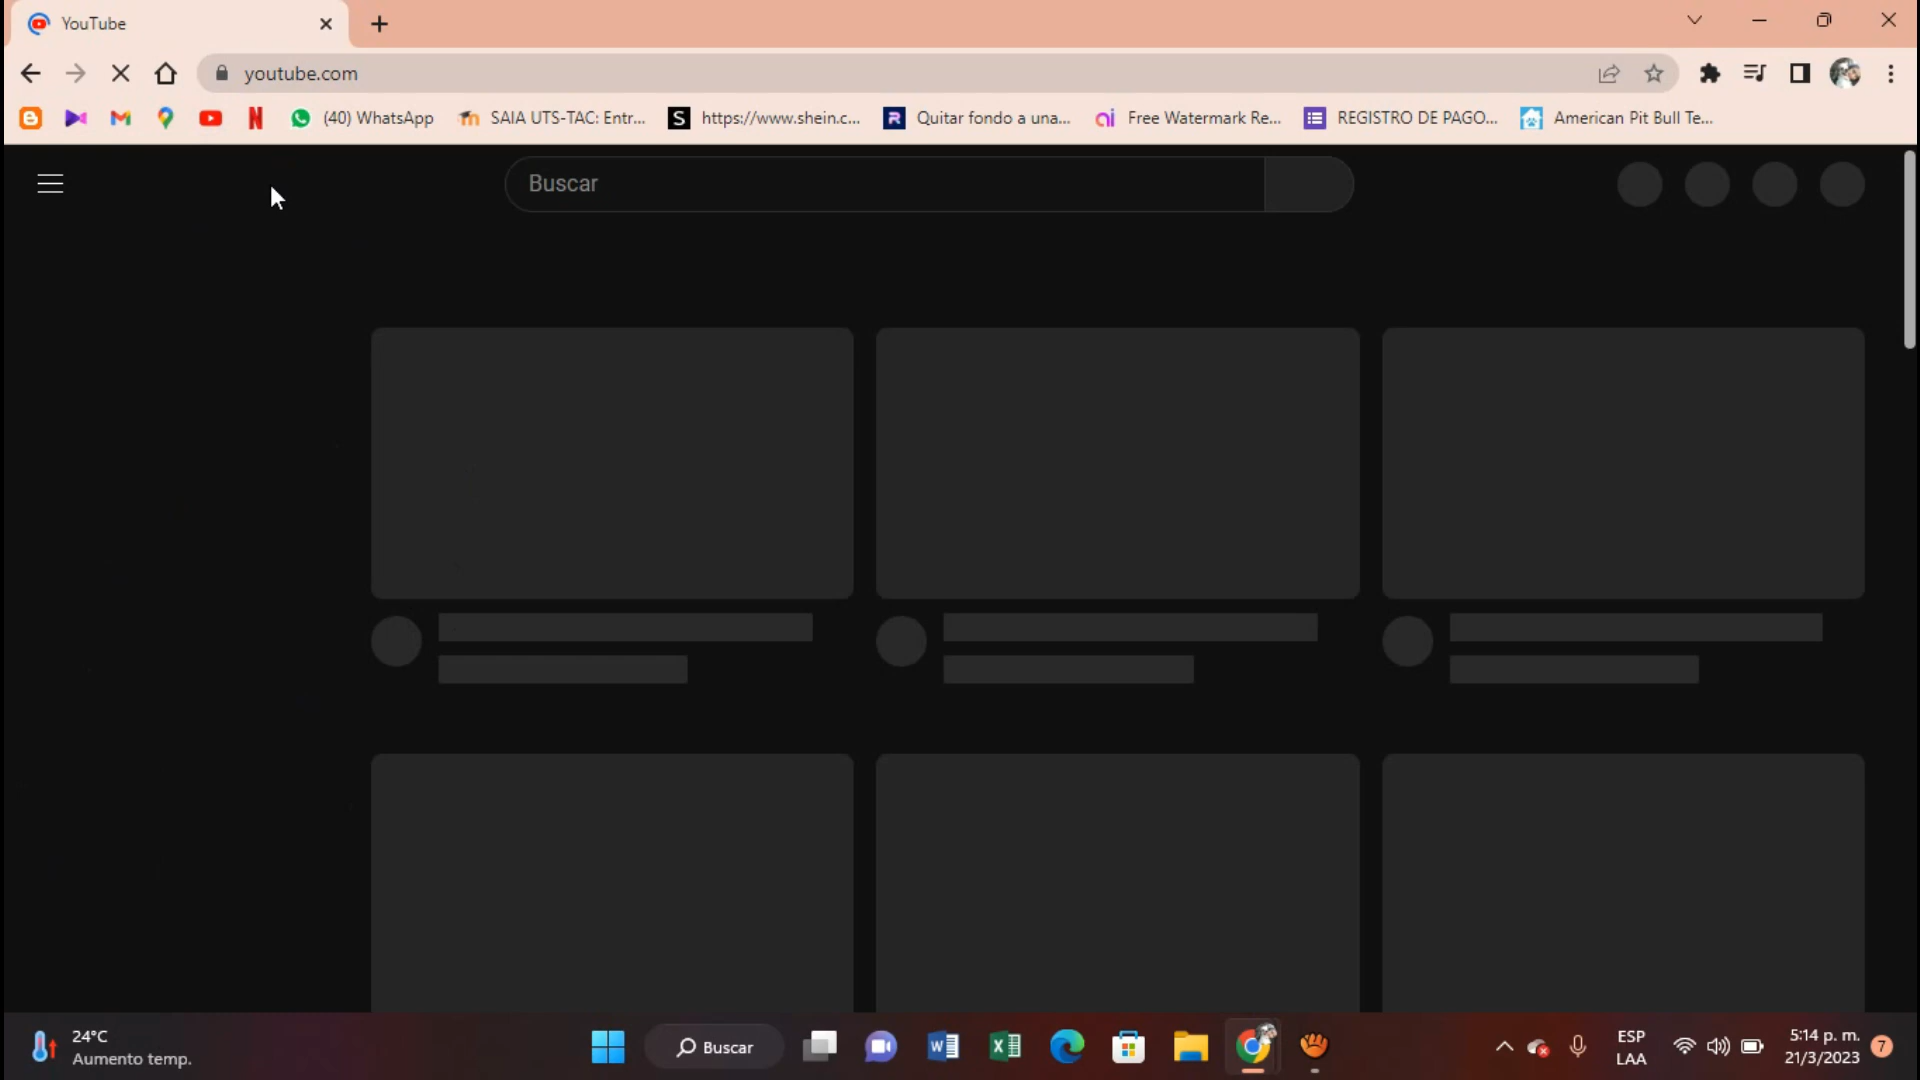 YouTube
youtube.com
(40) WhatsApp
SAIA UTS-TAC: Entr...
S https://www.shein.c...
R Quitar fondo a una...
ai Free Watermark Re...
REGISTRO DE PAGO...
American Pit Bull Te...
Buscar
24°C
Aumento temp.
Buscar
ESP
LAA
5:14 p. m.
21/3/2023
7